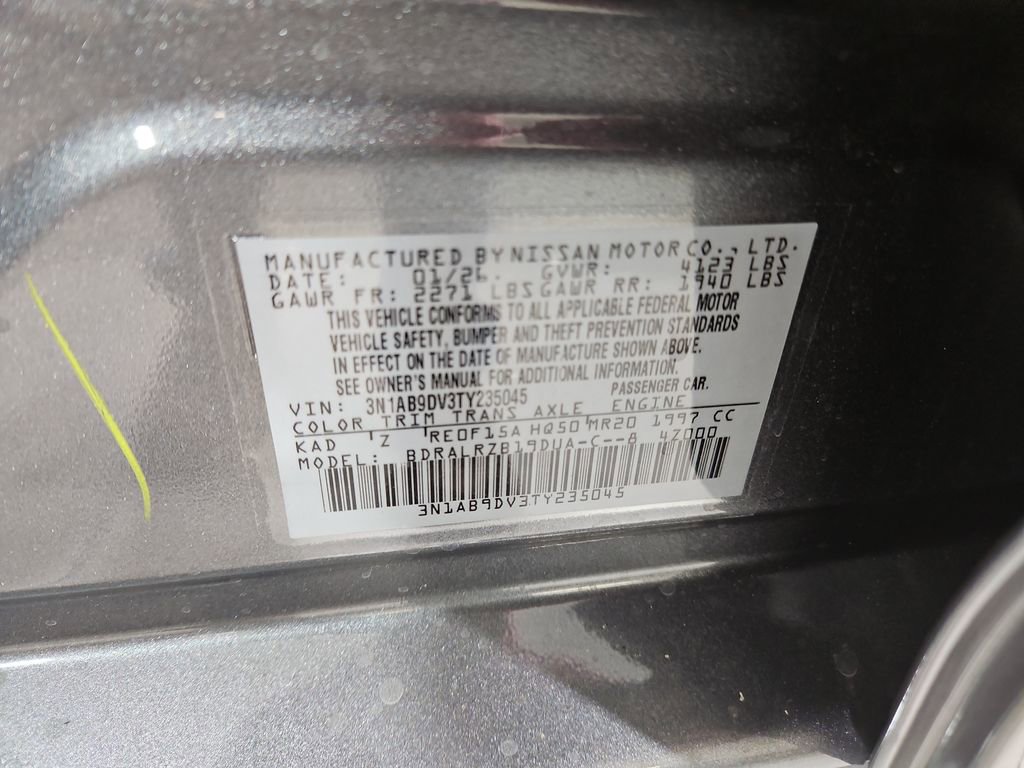 MANUFACTURED BY NISSAN MOTOR CO., LTD.
DATE: 01/26 GVWR: 4123 LBS
GAWR FR: 2271 LBS GAWR RR: 1940 LBS
THIS VEHICLE CONFORMS TO ALL APPLICABLE FEDERAL MOTOR
VEHICLE SAFETY, BUMPER AND THEFT PREVENTION STANDARDS
IN EFFECT ON THE DATE OF MANUFACTURE SHOWN ABOVE.
SEE OWNER'S MANUAL FOR ADDITIONAL INFORMATION.
VIN: 3N1AB9DV3TY235045 PASSENGER CAR.
COLOR TRIM TRANS AXLE ENGINE
KAD Z RE0F15A HQ50 MR20 1997 CC
MODEL: BDRALRZB19DUA-C--8 4Z000
3N1AB9DV3TY235045